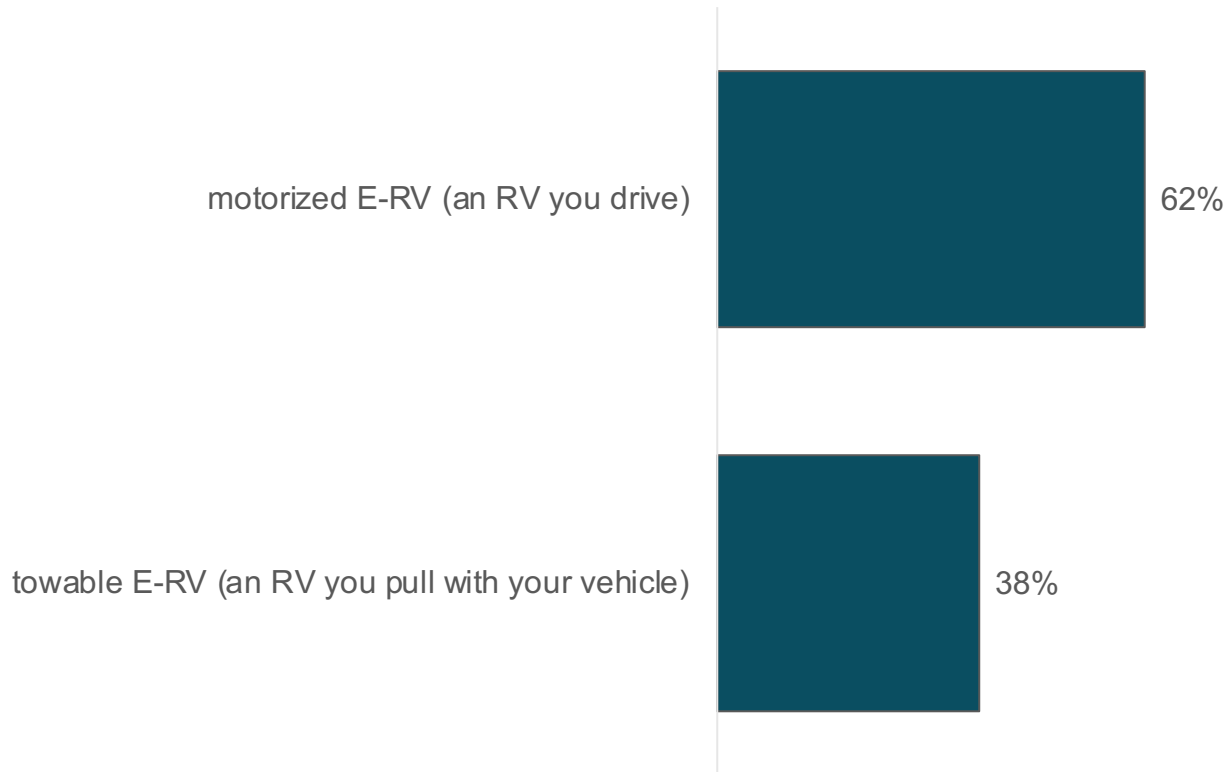 motorized E-RV (an RV you drive)
62%
towable E-RV (an RV you pull with your vehicle)
38%